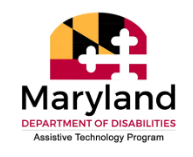 Maryland
DEPARTMENT OF DISABILITIES
Assistive Technology Program